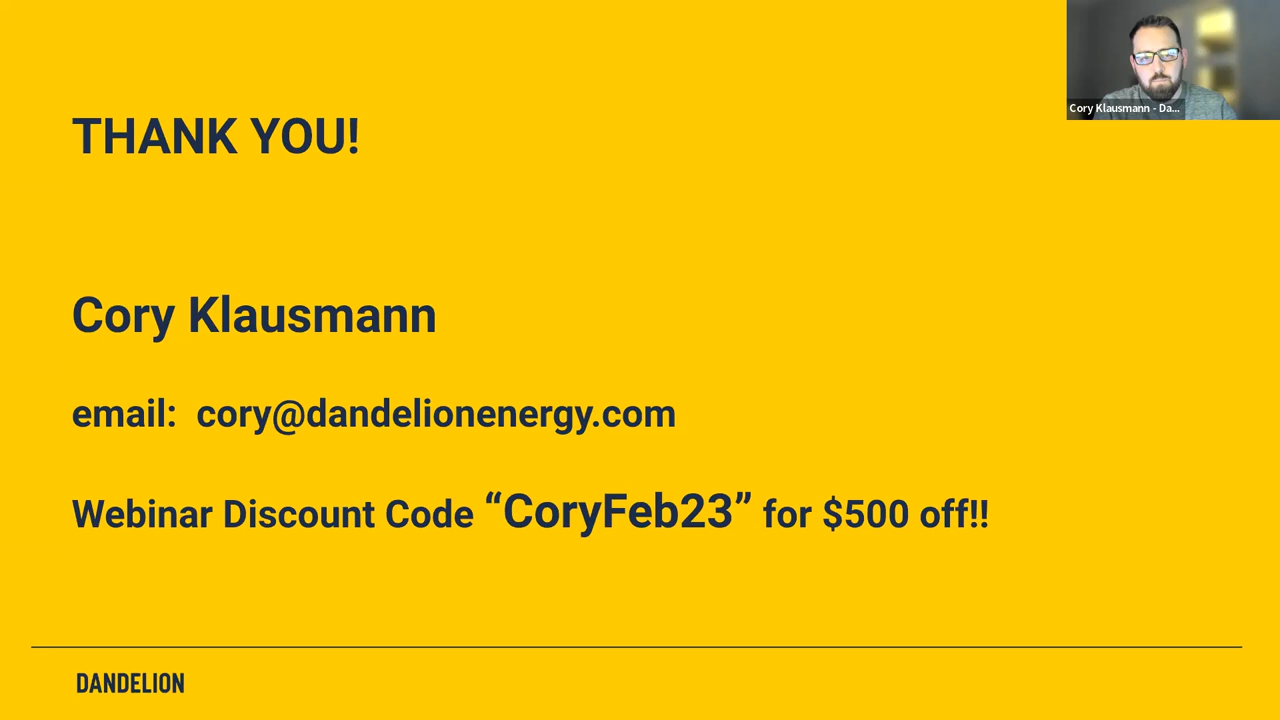 Cory Klausmann - Da...
THANK YOU!
Cory Klausmann
email:  cory@dandelionenergy.com
Webinar Discount Code “CoryFeb23” for $500 off!!
DANDELION